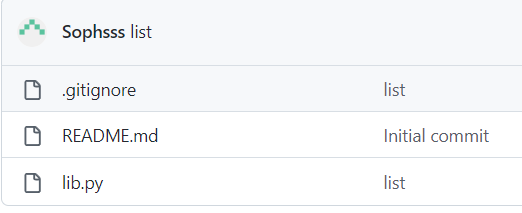 Sophsss list
.gitignore list
README.md Initial commit
lib.py list